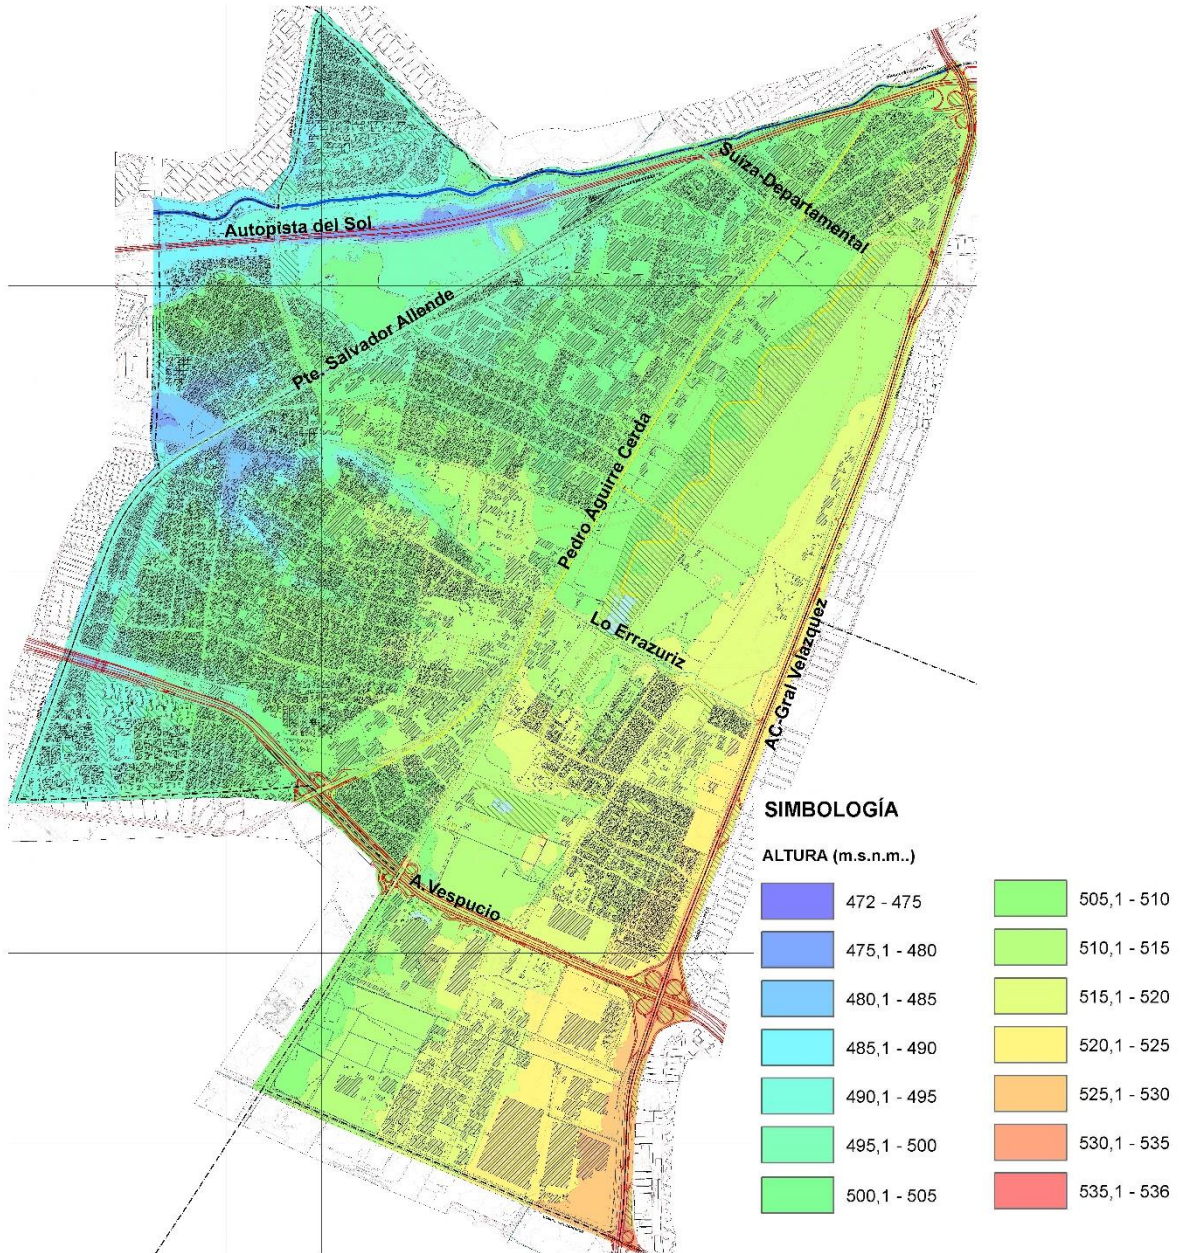 Suiza-Departamental
Autopista del Sol
Pte. Salvador Allende
Pedro Aguirre Cerda
Lo Errazuriz
AC-Gral Velazquez
A.Vespucio
SIMBOLOGÍA
ALTURA (m.s.n.m..)
472 - 475
475,1 - 480
480,1 - 485
485,1 - 490
490,1 - 495
495,1 - 500
500,1 - 505
505,1 - 510
510,1 - 515
515,1 - 520
520,1 - 525
525,1 - 530
530,1 - 535
535,1 - 536